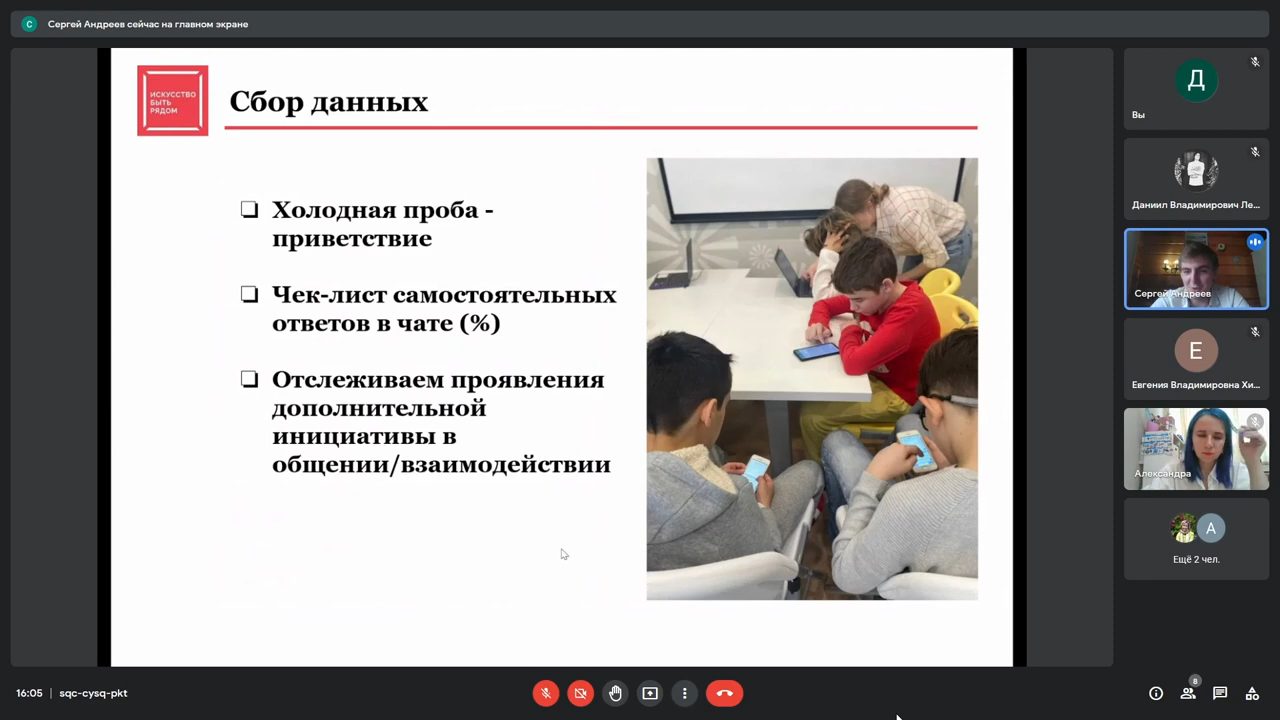 С
Сергей Андреев сейчас на главном экране
ИСКУССТВО
БЫТЬ
РЯДОМ
Сбор данных
Холодная проба -
приветствие
Чек-лист самостоятельных
ответов в чате (%)
Отслеживаем проявления
дополнительной
инициативы в
общении/взаимодействии
Д
Вы
Даниил Владимирович Ле...
Сергей Андреев
Е
Евгения Владимировна Хи...
Александра
А
Ещё 2 чел.
16:05
sqc-cysq-pkt
8